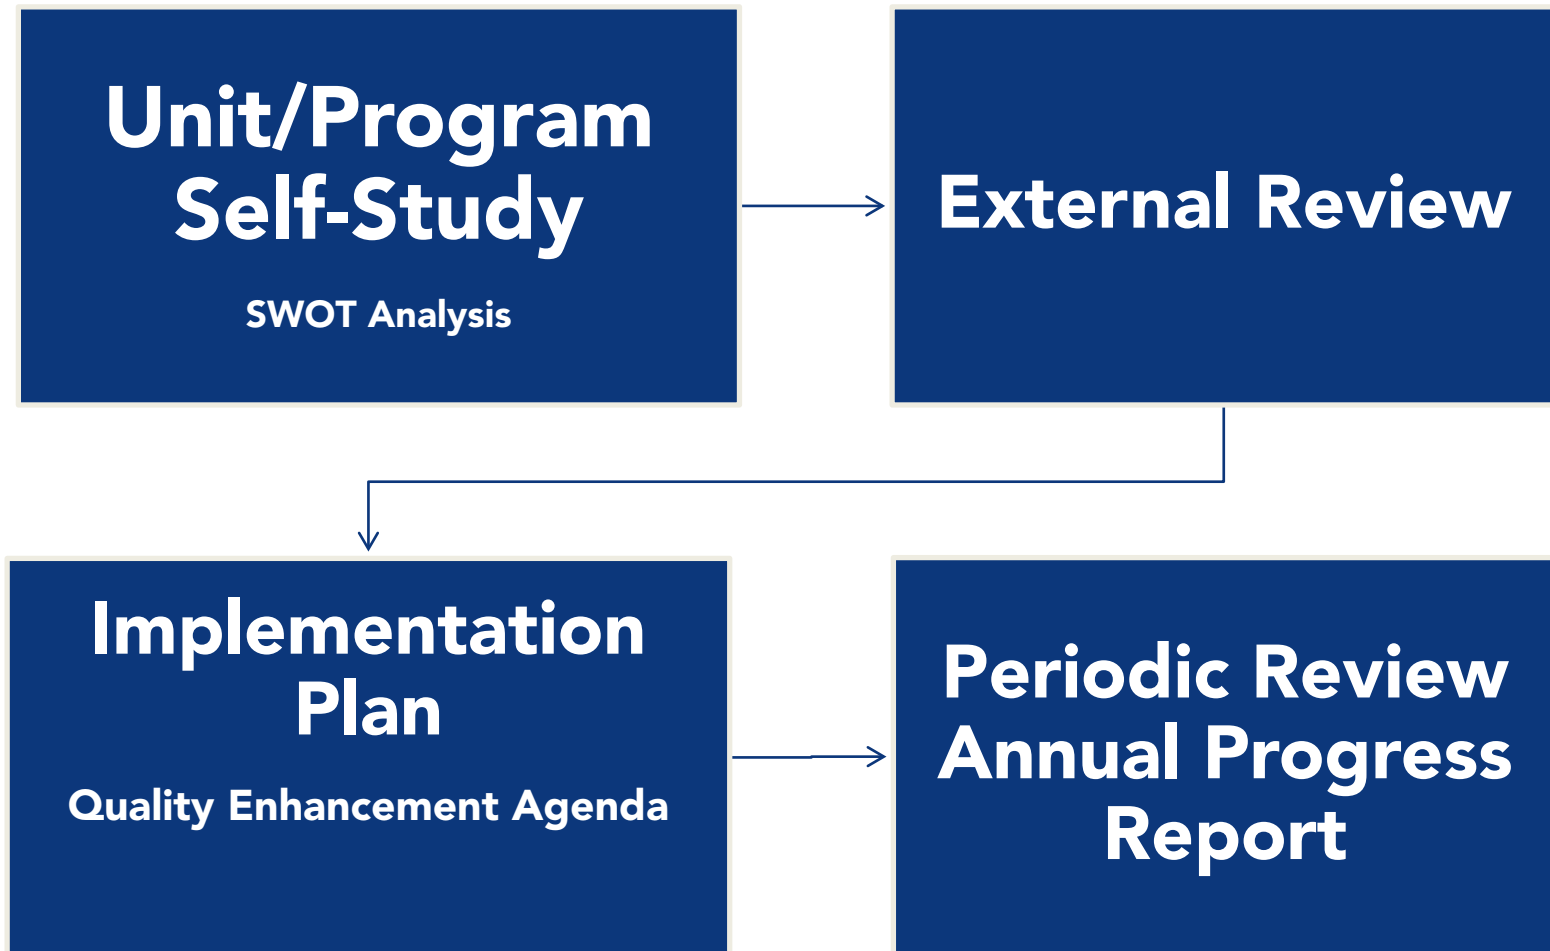 Unit/Program
Self-Study
SWOT Analysis
External Review
Implementation
Plan
Quality Enhancement Agenda
Periodic Review
Annual Progress
Report